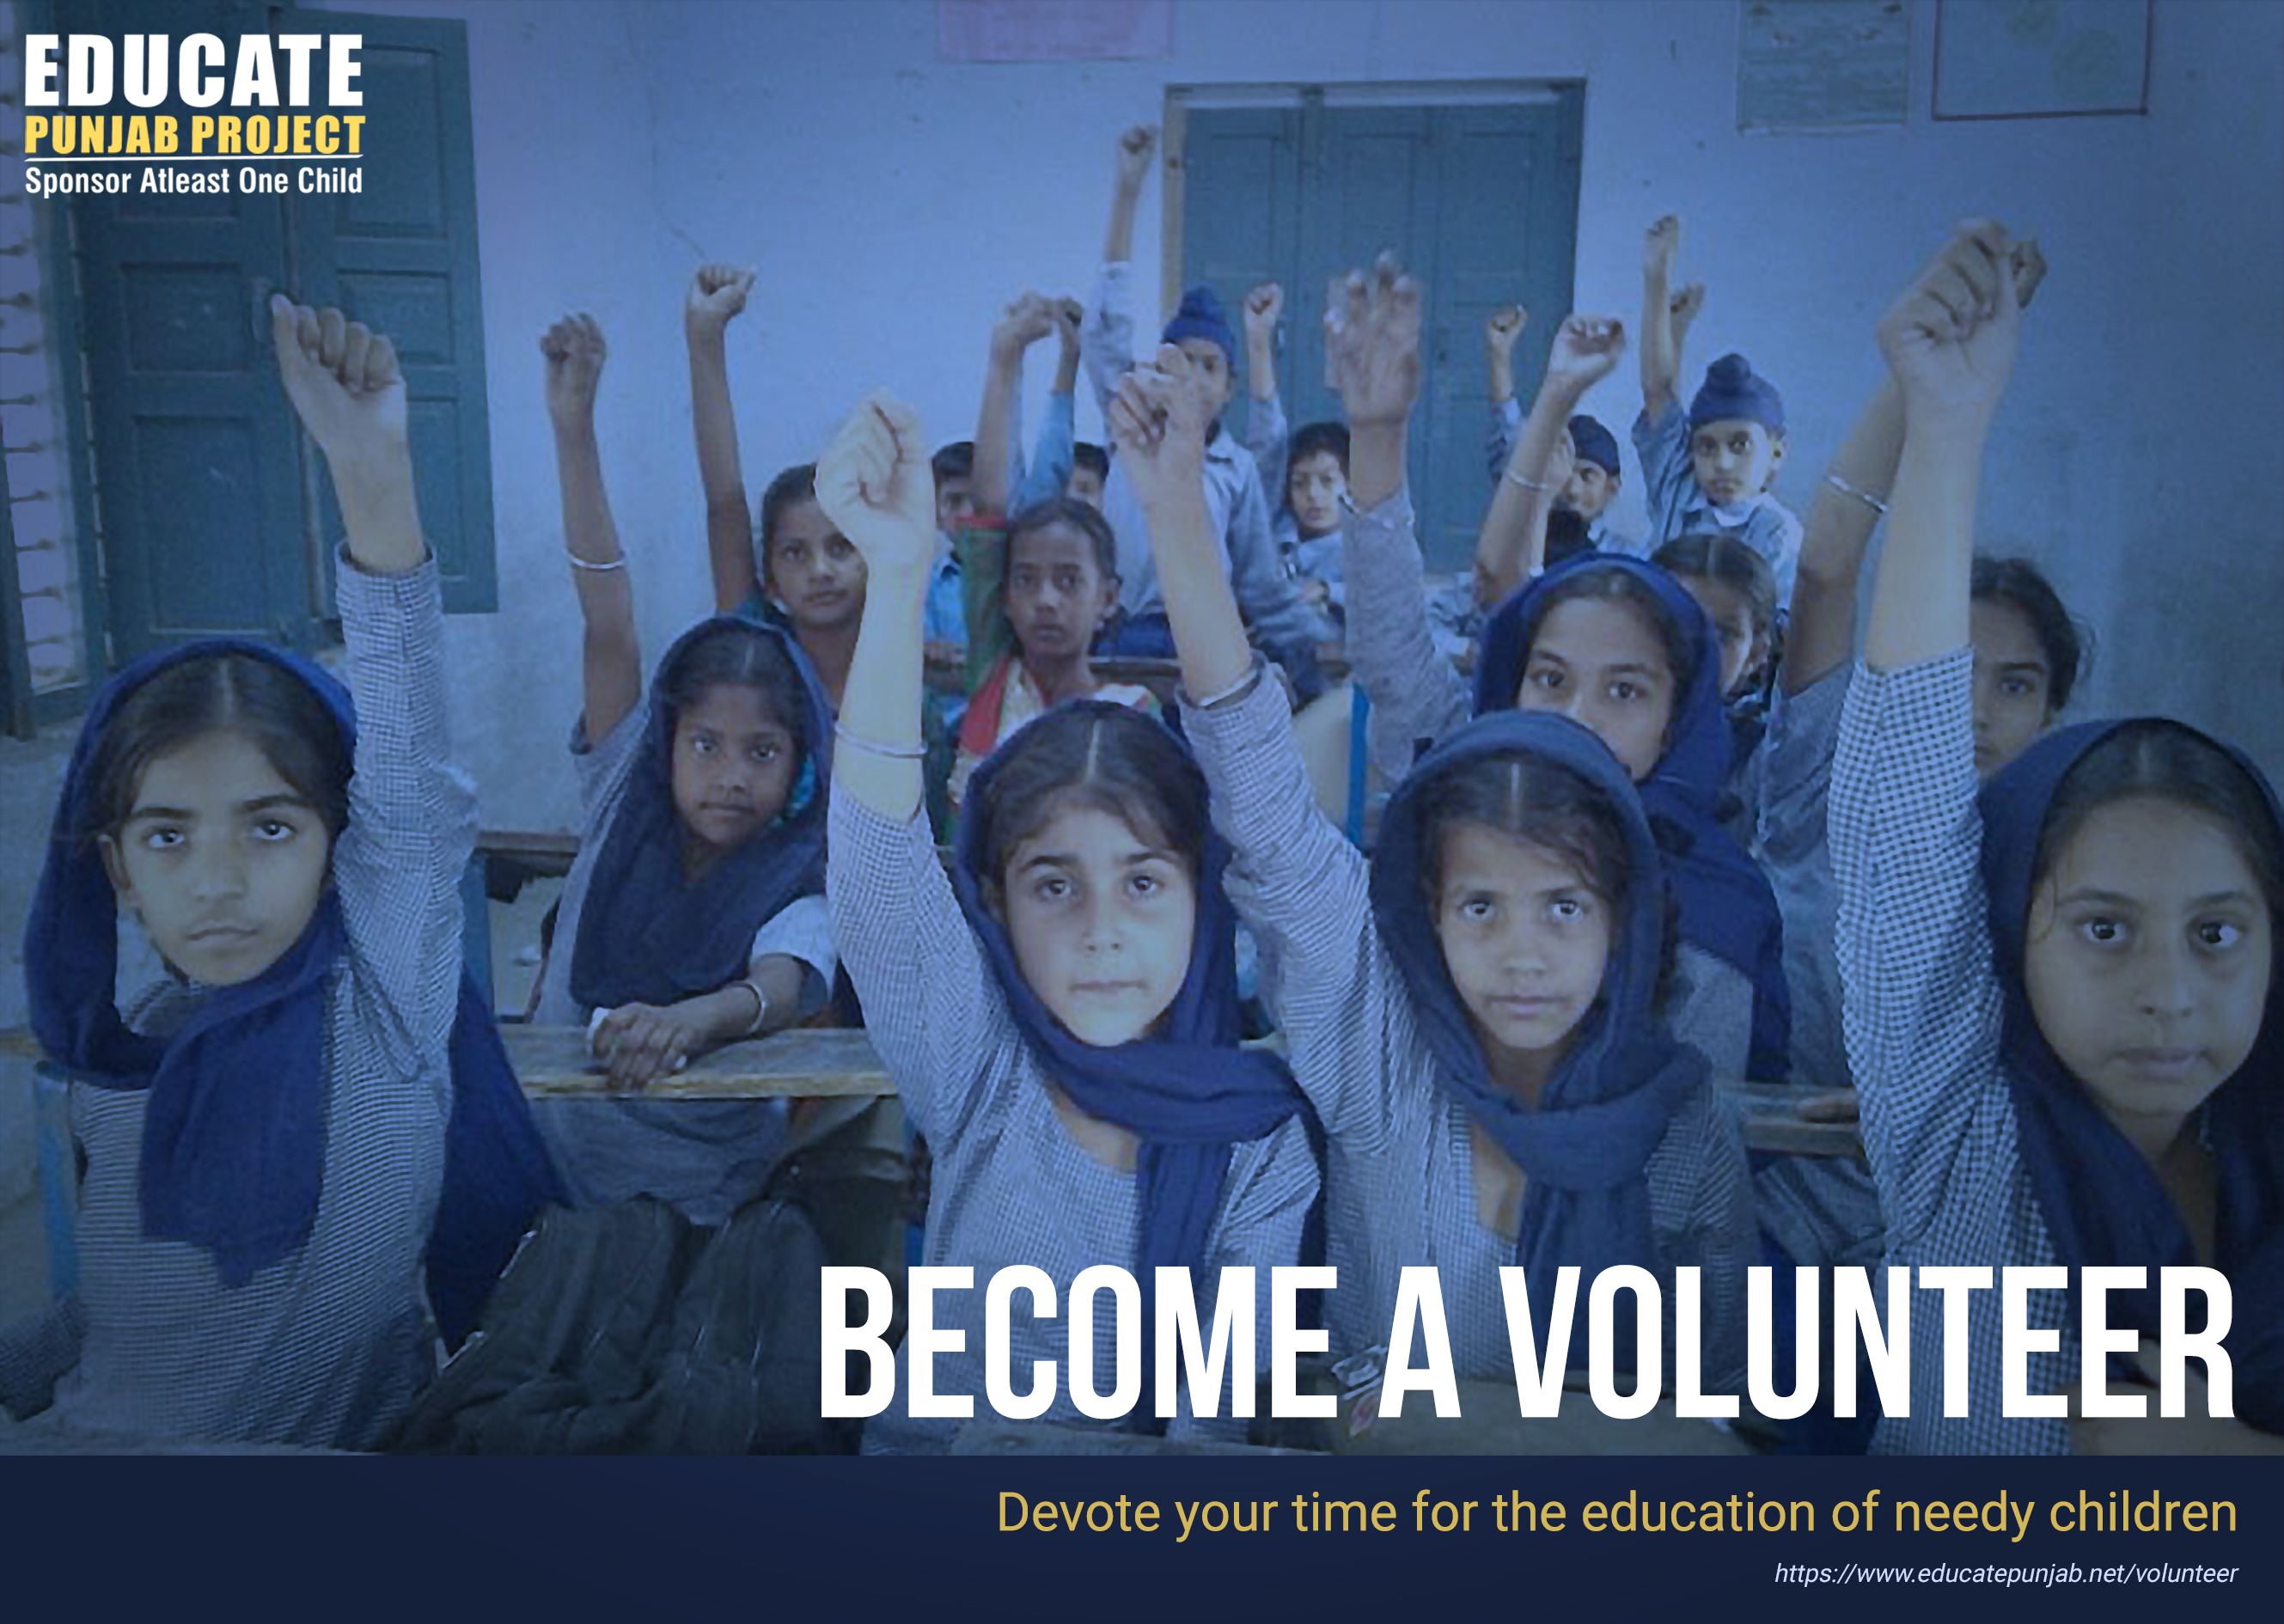 EDUCATE
PUNJAB PROJECT
Sponsor Atleast One Child
BECOME A VOLUNTEER
Devote your time for the education of needy children
https://www.educatepunjab.net/volunteer